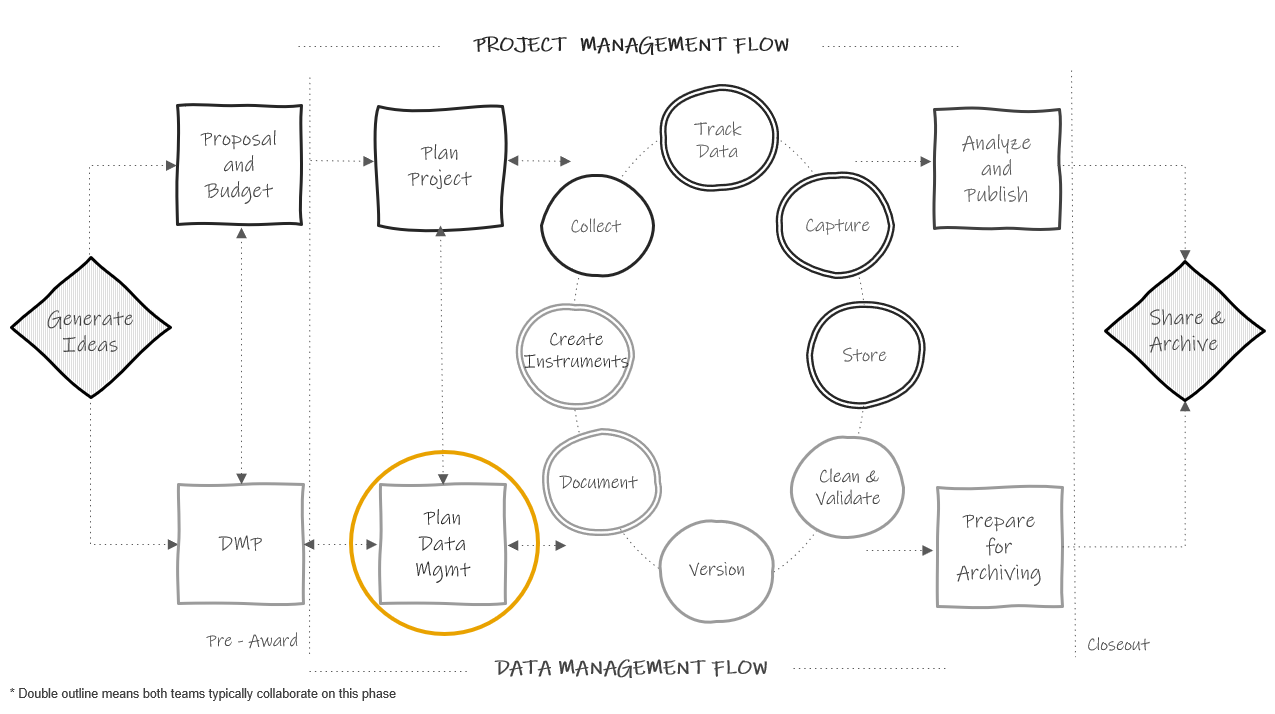 PROJECT MANAGEMENT FLOW
Proposal
and
Budget
Plan
Project
Track
Data
Analyze
and
Publish
Collect
Capture
Generate
Ideas
Create
Instruments
Store
Share &
Archive
Document
Clean &
Validate
DMP
Plan
Data
Mgmt
Version
Prepare
for
Archiving
Pre - Award
Closeout
DATA MANAGEMENT FLOW
* Double outline means both teams typically collaborate on this phase